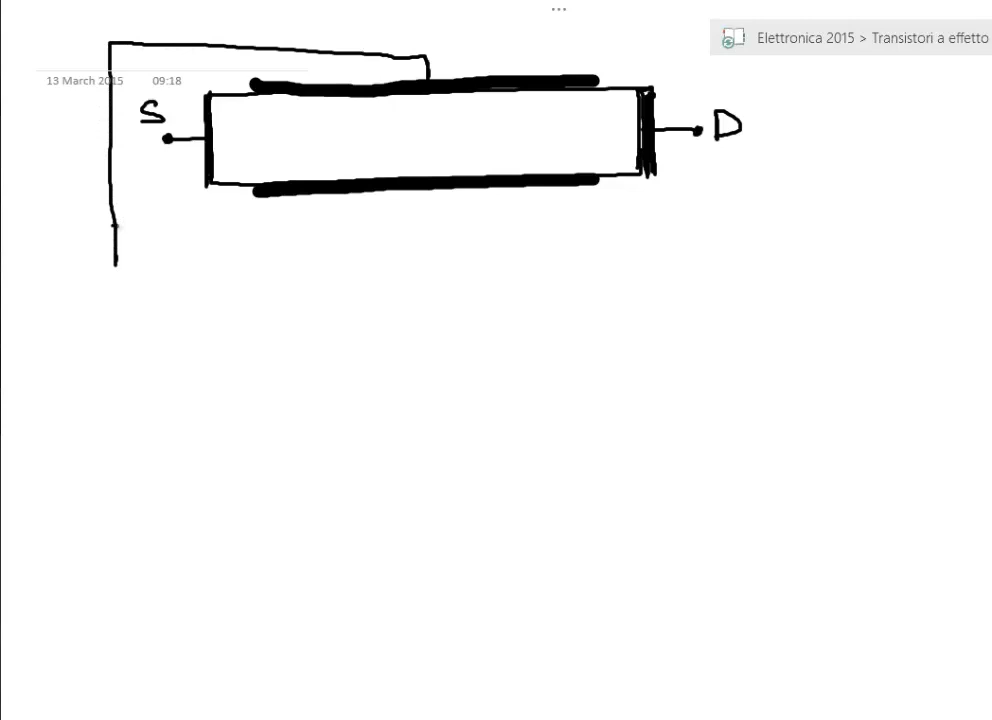 ...
Elettronica 2015 > Transistori a effetto
13 March 2015 09:18
S
D